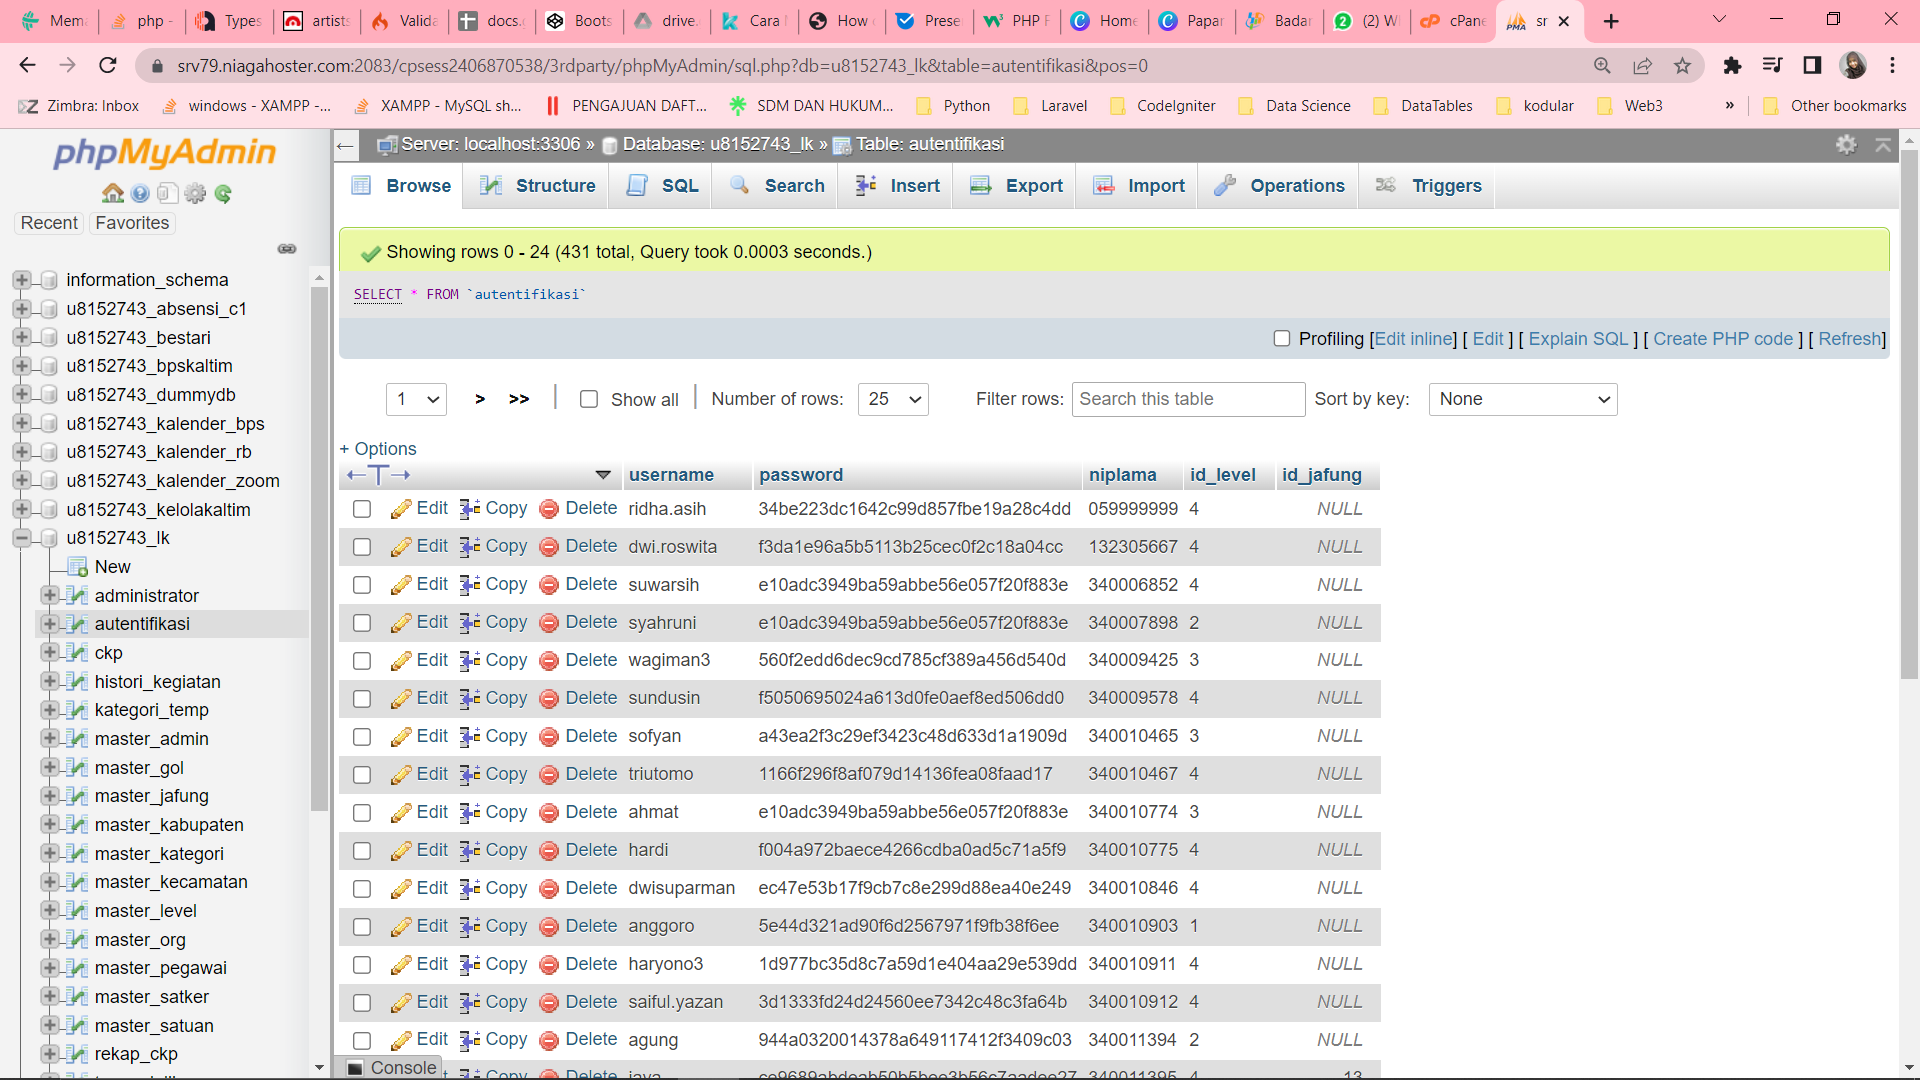 Mem
php -
Types
artists
Valida
docs.
Boots
drive.
Cara
How
Prese
PHP F
Home
Papar
Badar
(2) W
cPane
sr
srv79.niagahoster.com:2083/cpsess2406870538/3rdparty/phpMyAdmin/sql.php?db=u8152743_lk&table=autentifikasi&pos=0
Zimbra: Inbox
windows - XAMPP -...
XAMPP - MySQL sh...
PENGAJUAN DAFT...
SDM DAN HUKUM...
Python
Laravel
CodeIgniter
Data Science
DataTables
kodular
Web3
»
Other bookmarks
phpMyAdmin
Recent
Favorites
information_schema
u8152743_absensi_c1
u8152743_bestari
u8152743_bpskaltim
u8152743_dummydb
u8152743_kalender_bps
u8152743_kalender_rb
u8152743_kalender_zoom
u8152743_kelolakaltim
u8152743_lk
New
administrator
autentifikasi
ckp
histori_kegiatan
kategori_temp
master_admin
master_gol
master_jafung
master_kabupaten
master_kategori
master_kecamatan
master_level
master_org
master_pegawai
master_satker
master_satuan
rekap_ckp
Server: localhost:3306 » Database: u8152743_lk » Table: autentifikasi
Browse Structure SQL Search Insert Export Import Operations Triggers
Showing rows 0 - 24 (431 total, Query took 0.0003 seconds.)
SELECT * FROM `autentifikasi`
Profiling [Edit inline] [ Edit ] [ Explain SQL ] [ Create PHP code ] [ Refresh]
1 > >> Show all Number of rows: 25 Filter rows: Search this table Sort by key: None
+ Options
←T→ username password niplama id_level id_jafung
Edit Copy Delete ridha.asih 34be223dc1642c99d857fbe19a28c4dd 059999999 4 NULL
Edit Copy Delete dwi.roswita f3da1e96a5b5113b25cec0f2c18a04cc 132305667 4 NULL
Edit Copy Delete suwarsih e10adc3949ba59abbe56e057f20f883e 340006852 4 NULL
Edit Copy Delete syahruni e10adc3949ba59abbe56e057f20f883e 340007898 2 NULL
Edit Copy Delete wagiman3 560f2edd6dec9cd785cf389a456d540d 340009425 3 NULL
Edit Copy Delete sundusin f5050695024a613d0fe0aef8ed506dd0 340009578 4 NULL
Edit Copy Delete sofyan a43ea2f3c29ef3423c48d633d1a1909d 340010465 3 NULL
Edit Copy Delete triutomo 1166f296f8af079d14136fea08faad17 340010467 4 NULL
Edit Copy Delete ahmat e10adc3949ba59abbe56e057f20f883e 340010774 3 NULL
Edit Copy Delete hardi f004a972baece4266cdba0ad5c71a5f9 340010775 4 NULL
Edit Copy Delete dwisuparman ec47e53b17f9cb7c8e299d88ea40e249 340010846 4 NULL
Edit Copy Delete anggoro 5e44d321ad90f6d2567971f9fb38f6ee 340010903 1 NULL
Edit Copy Delete haryono3 1d977bc35d8c7a59d1e404aa29e539dd 340010911 4 NULL
Edit Copy Delete saiful.yazan 3d1333fd24d24560ee7342c48c3fa64b 340010912 4 NULL
Edit Copy Delete agung 944a0320014378a649117412f3409c03 340011394 2 NULL
Console